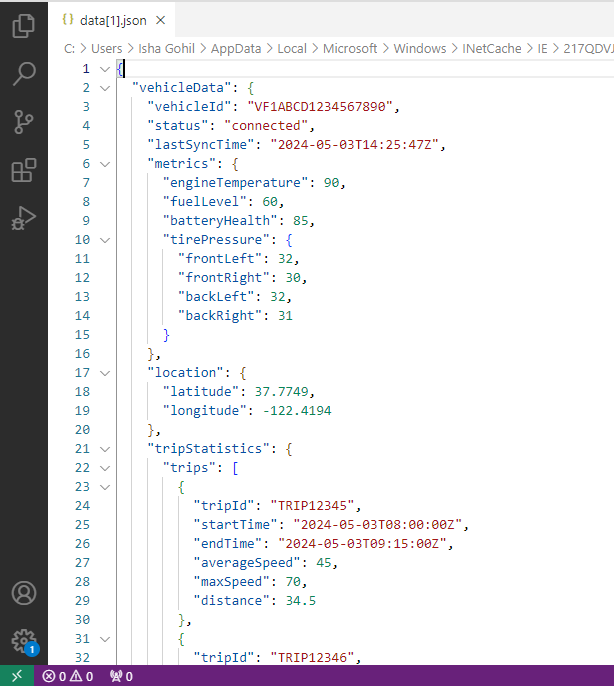 {} data[1].json ×
C: > Users > Isha Gohil > AppData > Local > Microsoft > Windows > INetCache > IE > 217QDVJ
1 {
2 "vehicleData": {
3 "vehicleId": "VF1ABCD1234567890",
4 "status": "connected",
5 "lastSyncTime": "2024-05-03T14:25:47Z",
6 "metrics": {
7 "engineTemperature": 90,
8 "fuelLevel": 60,
9 "batteryHealth": 85,
10 "tirePressure": {
11 "frontLeft": 32,
12 "frontRight": 30,
13 "backLeft": 32,
14 "backRight": 31
15 }
16 },
17 "location": {
18 "latitude": 37.7749,
19 "longitude": -122.4194
20 },
21 "tripStatistics": {
22 "trips": [
23 {
24 "tripId": "TRIP12345",
25 "startTime": "2024-05-03T08:00:00Z",
26 "endTime": "2024-05-03T09:15:00Z",
27 "averageSpeed": 45,
28 "maxSpeed": 70,
29 "distance": 34.5
30 },
31 {
32 "tripId": "TRIP12346",
1
0 0 0